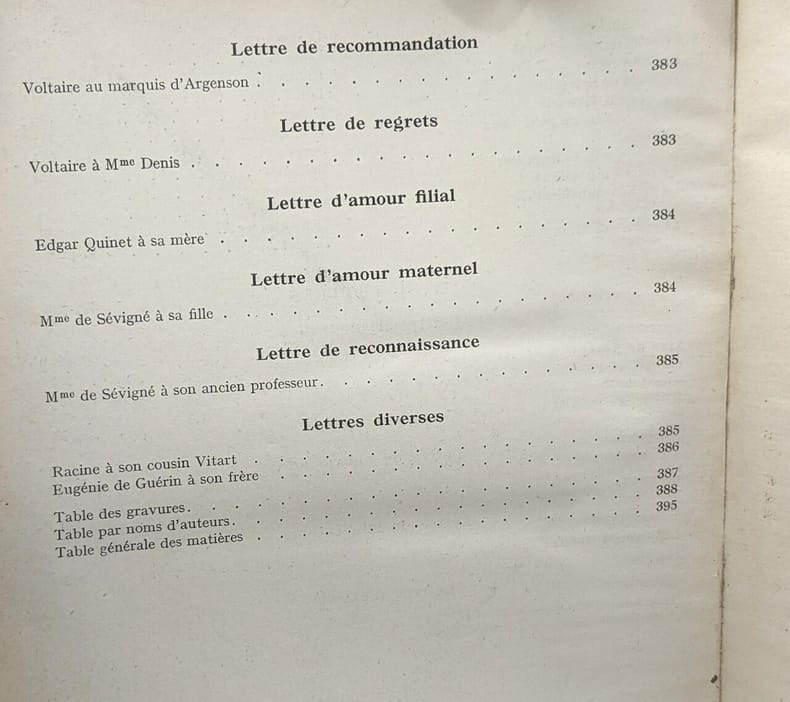 Lettre de recommandation
Voltaire au marquis d'Argenson . . . . . . . . . . . . . . . . . 383
Lettre de regrets
Voltaire à Mme Denis . . . . . . . . . . . . . . . . . . . . 383
Lettre d'amour filial
Edgar Quinet à sa mère . . . . . . . . . . . . . . . . . . . 384
Lettre d'amour maternel
Mme de Sévigné à sa fille . . . . . . . . . . . . . . . . . . 384
Lettre de reconnaissance
Mme de Sévigné à son ancien professeur. . . . . . . . . . . . . . . 385
Lettres diverses
Racine à son cousin Vitart . . . . . . . . . . . . . . . . . 385
Eugénie de Guérin à son frère . . . . . . . . . . . . . . . . 386
Table des gravures. . . . . . . . . . . . . . . . . . . . 387
Table par noms d'auteurs. . . . . . . . . . . . . . . . . . 388
Table générale des matières . . . . . . . . . . . . . . . . . 395